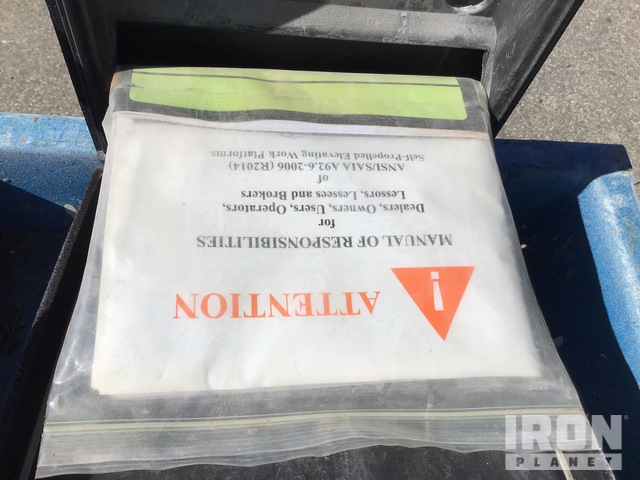 ATTENTION
MANUAL OF RESPONSIBILITIES
for
Dealers, Owners, Users, Operators,
Lessors, Lessees and Brokers
of
ANSI/SAIA A92.6-2006 (R2014)
Self-Propelled Elevating Work Platforms
IRON
PLANET